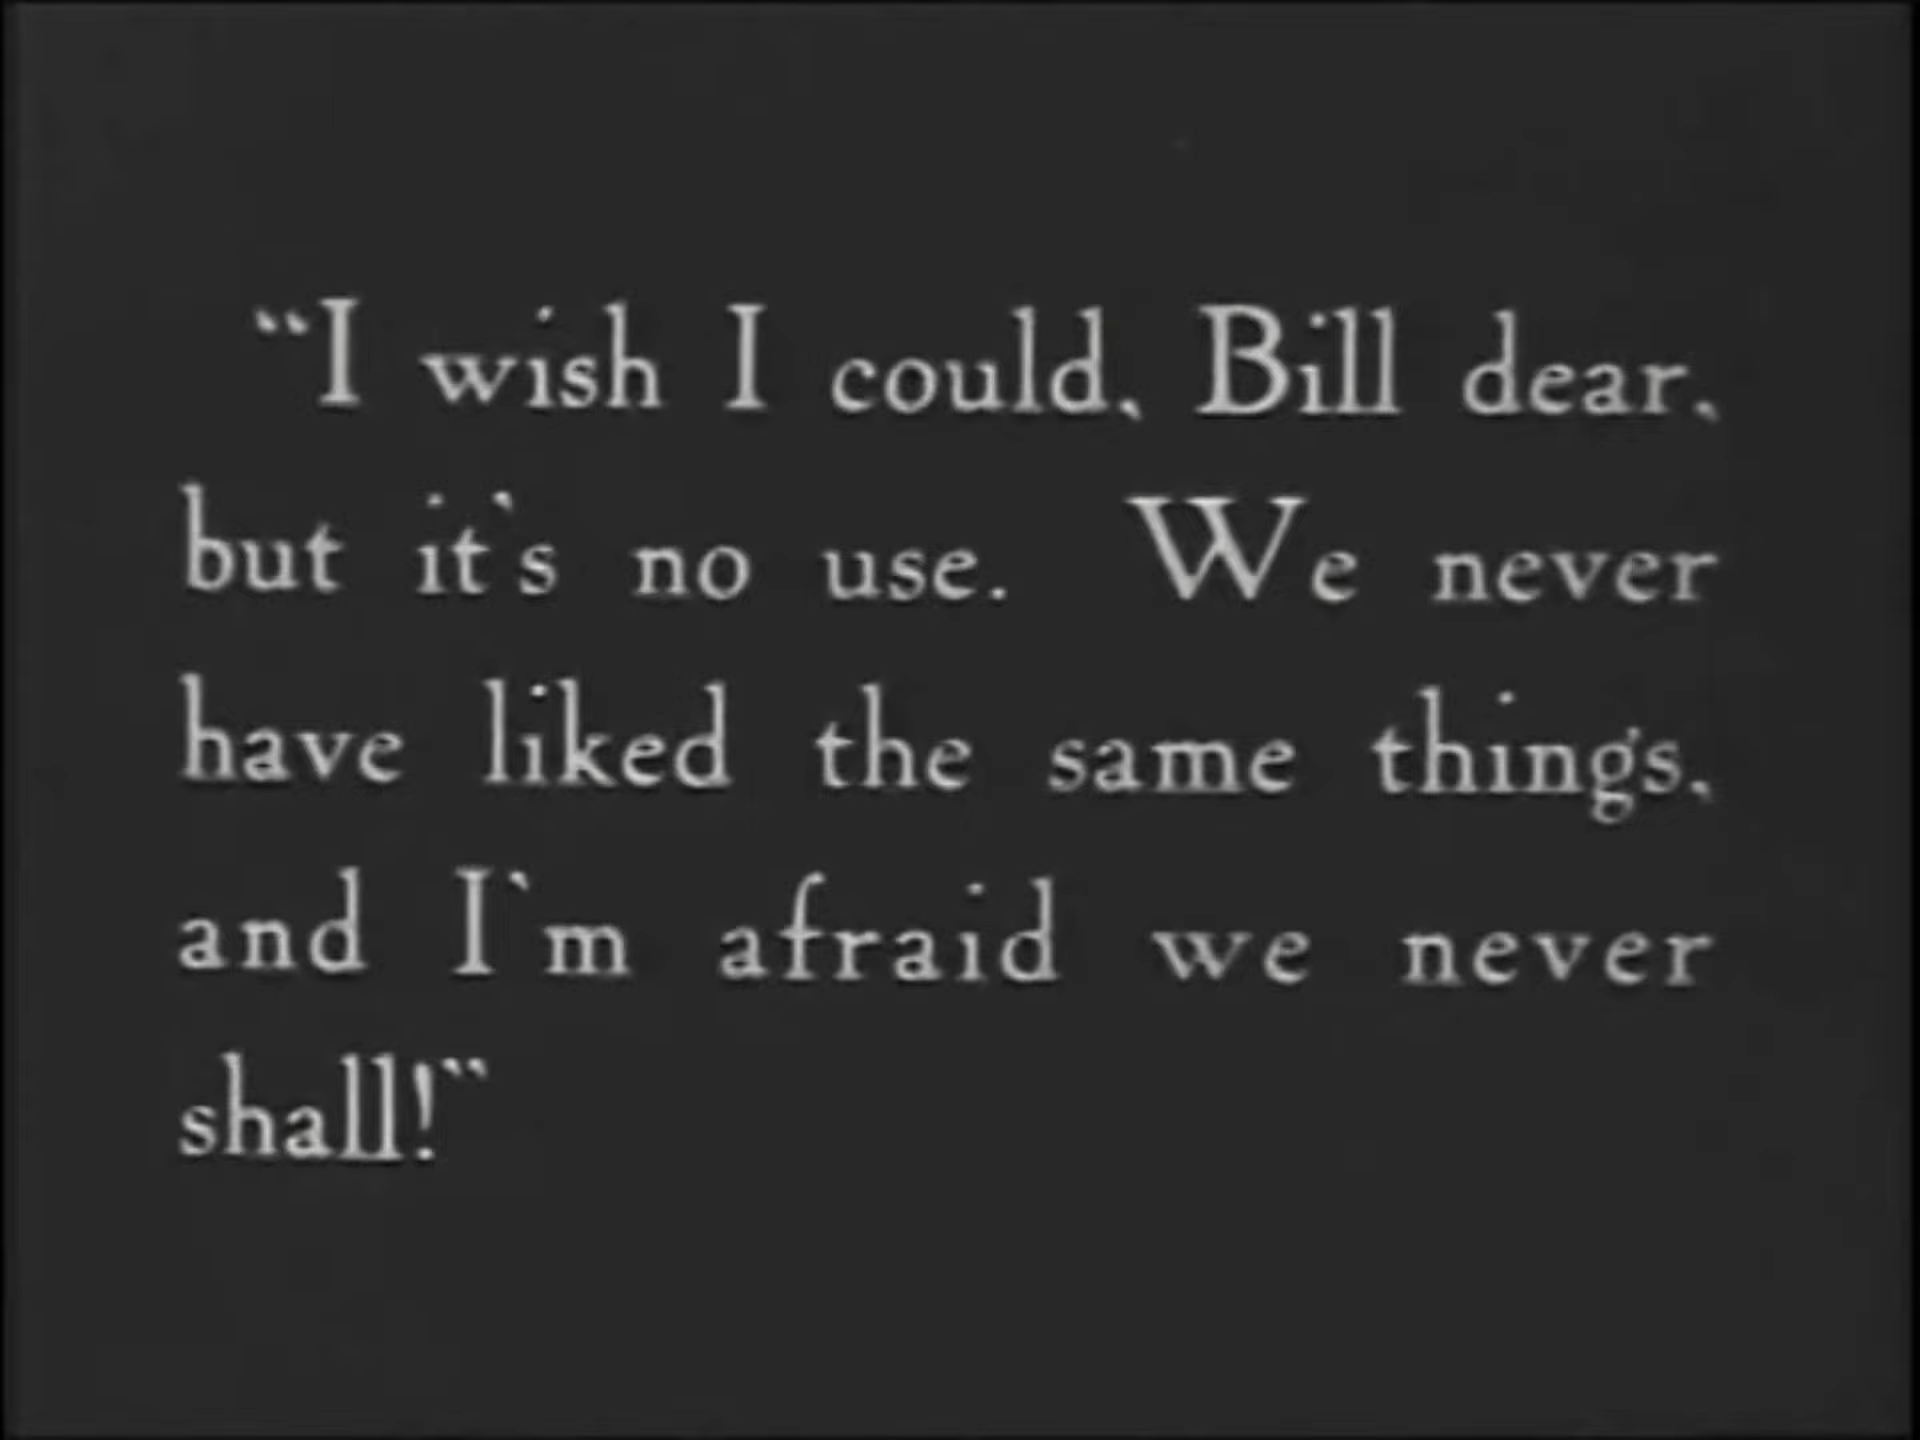 “I wish I could, Bill dear,
but it's no use. We never
have liked the same things,
and I'm afraid we never
shall!”